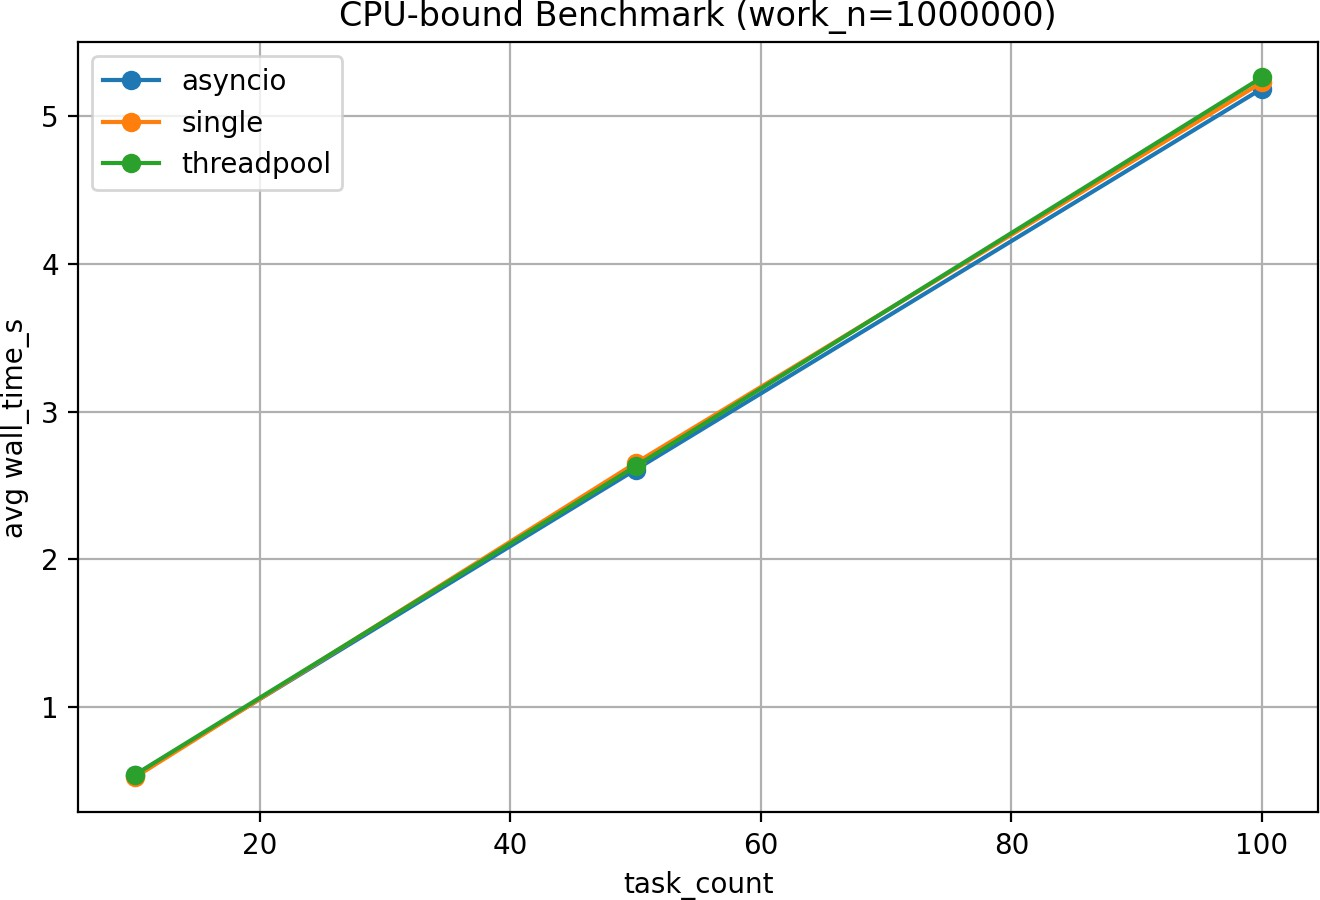 CPU-bound Benchmark (work_n=1000000)
asyncio
single
threadpool
avg wall_time_s
5
4
3
2
1
20 40 60 80 100
task_count